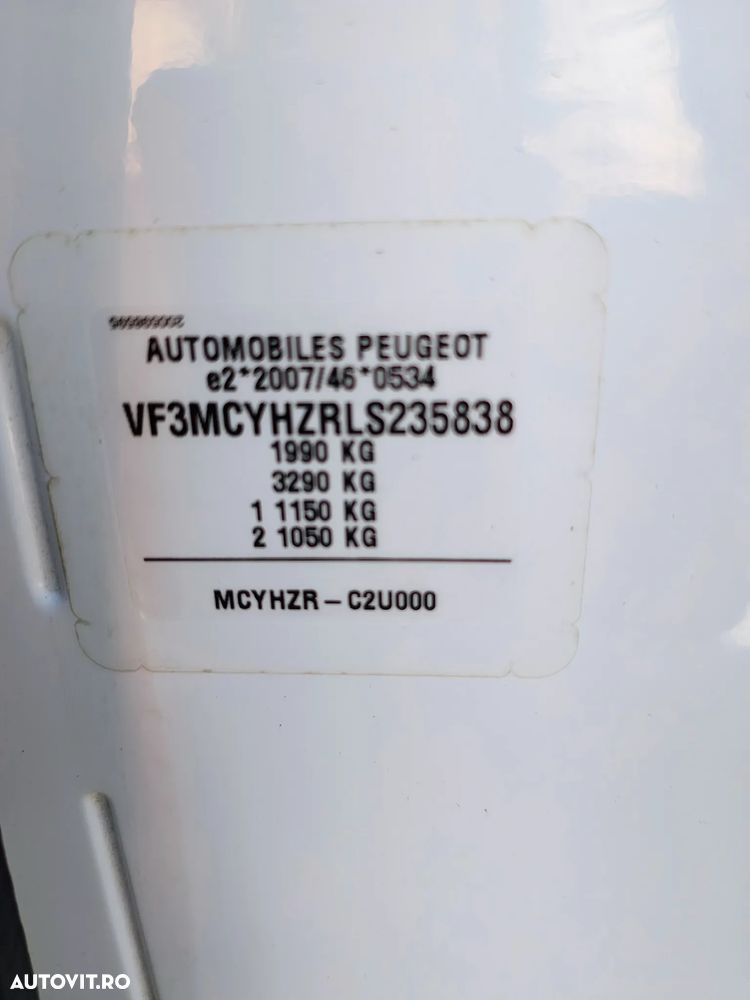 AUTOMOBILES PEUGEOT
e2*2007/46*0534
VF3MCYHZRLS235838
1990 KG
3290 KG
1 1150 KG
2 1050 KG
MCYHZR – C2U000
AUTOVIT.RO